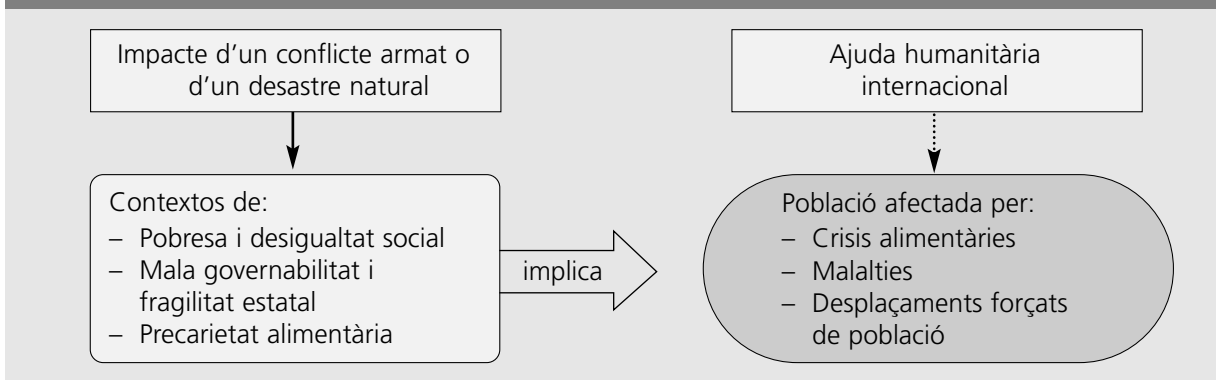 Impacte d'un conflicte armat o
d'un desastre natural
Ajuda humanitària
internacional
Contextos de:
– Pobresa i desigualtat social
– Mala governabilitat i
fragilitat estatal
– Precarietat alimentària
implica
Població afectada per:
– Crisis alimentàries
– Malalties
– Desplaçaments forçats
de població